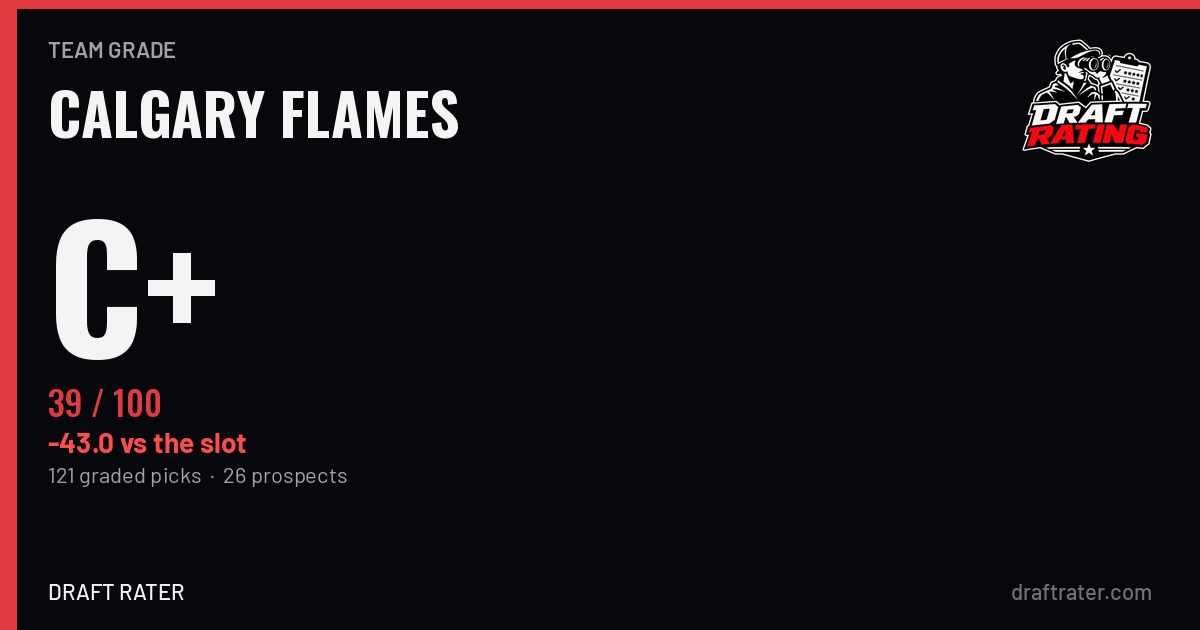 TEAM GRADE
CALGARY FLAMES
DRAFT
RATING
C+
39 / 100
-43.0 vs the slot
121 graded picks · 26 prospects
DRAFT RATER
draftrater.com